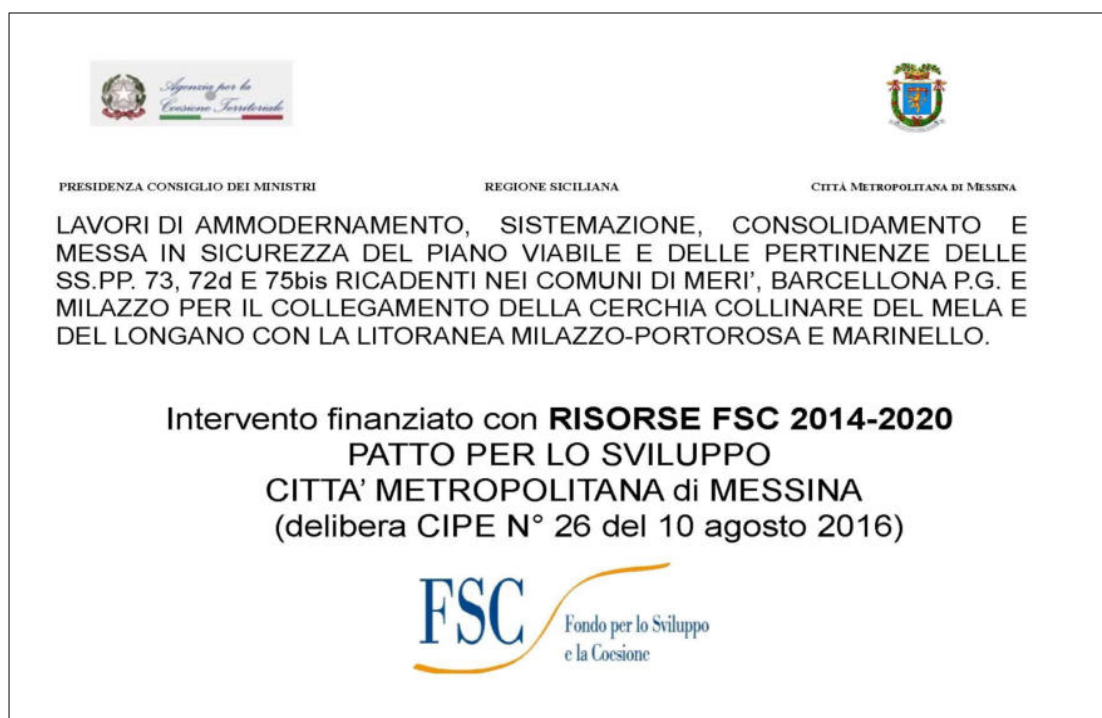 Agenzia per la
Coesione Territoriale
PRESIDENZA CONSIGLIO DEI MINISTRI REGIONE SICILIANA CITTÀ METROPOLITANA DI MESSINA
LAVORI DI AMMODERNAMENTO, SISTEMAZIONE, CONSOLIDAMENTO E
MESSA IN SICUREZZA DEL PIANO VIABILE E DELLE PERTINENZE DELLE
SS.PP. 73, 72d E 75bis RICADENTI NEI COMUNI DI MERI’, BARCELLONA P.G. E
MILAZZO PER IL COLLEGAMENTO DELLA CERCHIA COLLINARE DEL MELA E
DEL LONGANO CON LA LITORANEA MILAZZO-PORTOROSA E MARINELLO.
Intervento finanziato con RISORSE FSC 2014-2020
PATTO PER LO SVILUPPO
CITTA’ METROPOLITANA di MESSINA
(delibera CIPE N° 26 del 10 agosto 2016)
FSC
Fondo per lo Sviluppo
e la Coesione